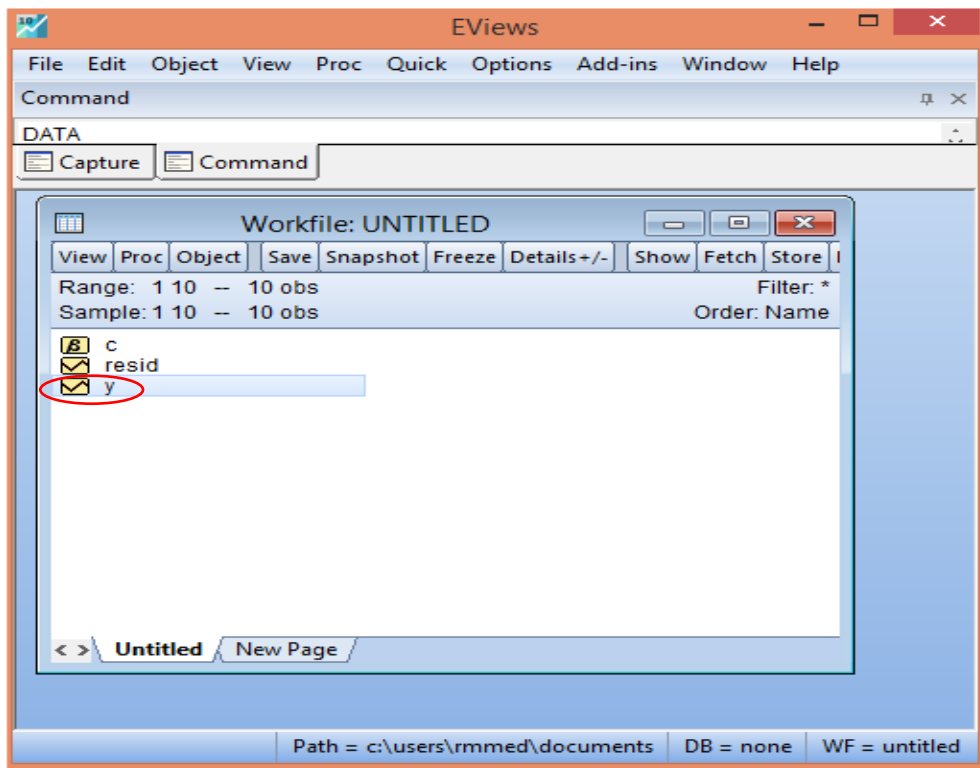 10
EViews
File Edit Object View Proc Quick Options Add-ins Window Help
Command
DATA
Capture Command
Workfile: UNTITLED
View Proc Object Save Snapshot Freeze Details+/- Show Fetch Store
Range: 1 10 -- 10 obs Filter: *
Sample: 1 10 -- 10 obs Order: Name
β c
resid
y
< > Untitled New Page
Path = c:\users\rmmed\documents DB = none WF = untitled